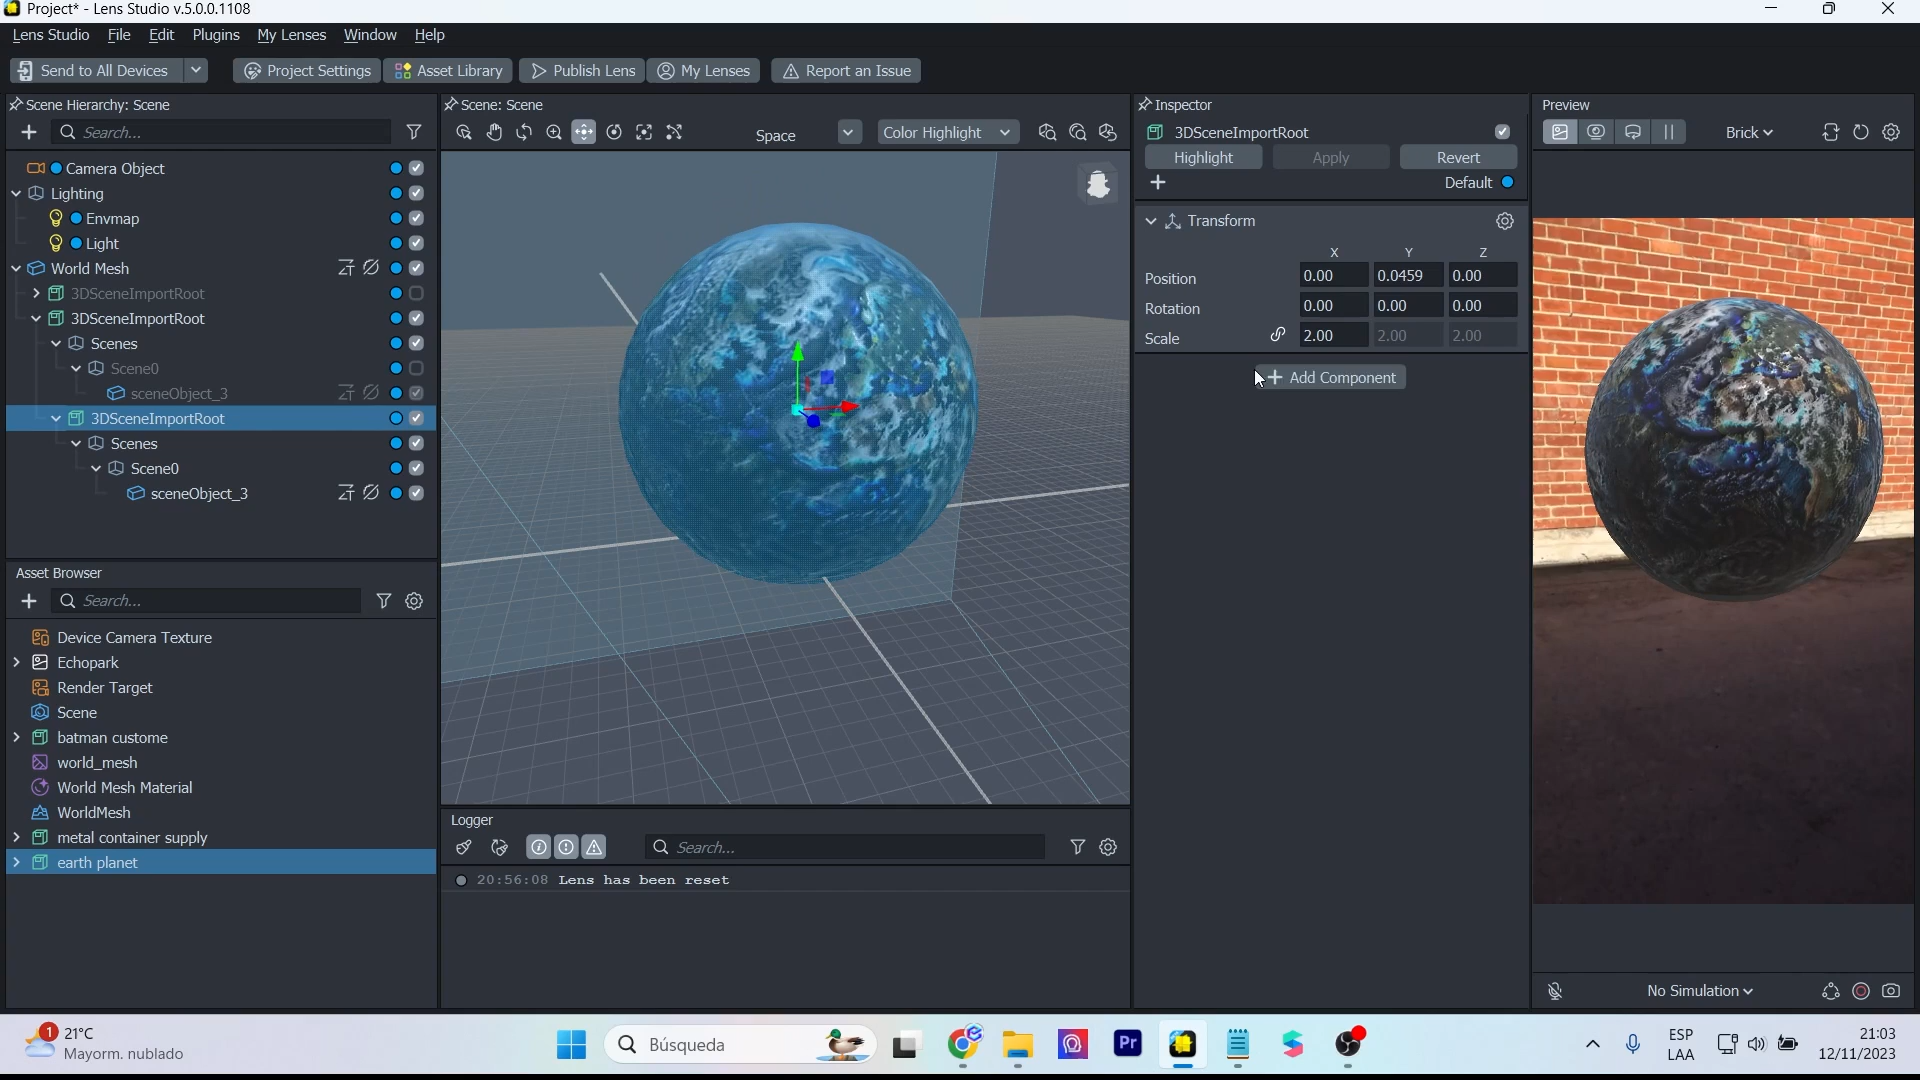 Project* - Lens Studio v.5.0.0.1108
Lens Studio File Edit Plugins My Lenses Window Help
Send to All Devices Project Settings Asset Library Publish Lens My Lenses Report an Issue
Scene Hierarchy: Scene
Search...
Camera Object
Lighting
Envmap
Light
World Mesh
3DSceneImportRoot
3DSceneImportRoot
Scenes
Scene0
sceneObject_3
3DSceneImportRoot
Scenes
Scene0
sceneObject_3
Asset Browser
Search...
Device Camera Texture
Echopark
Render Target
Scene
batman custome
world_mesh
World Mesh Material
WorldMesh
metal container supply
earth planet
Scene: Scene
Space Color Highlight
Logger
Search...
20:56:08 Lens has been reset
Inspector
3DSceneImportRoot
Highlight Apply Revert
Default
Transform
X Y Z
Position 0.00 0.0459 0.00
Rotation 0.00 0.00 0.00
Scale 2.00 2.00 2.00
Add Component
Preview
Brick
No Simulation
1
21°C
Mayorm. nublado
Búsqueda
Pr
ESP
LAA
21:03
12/11/2023